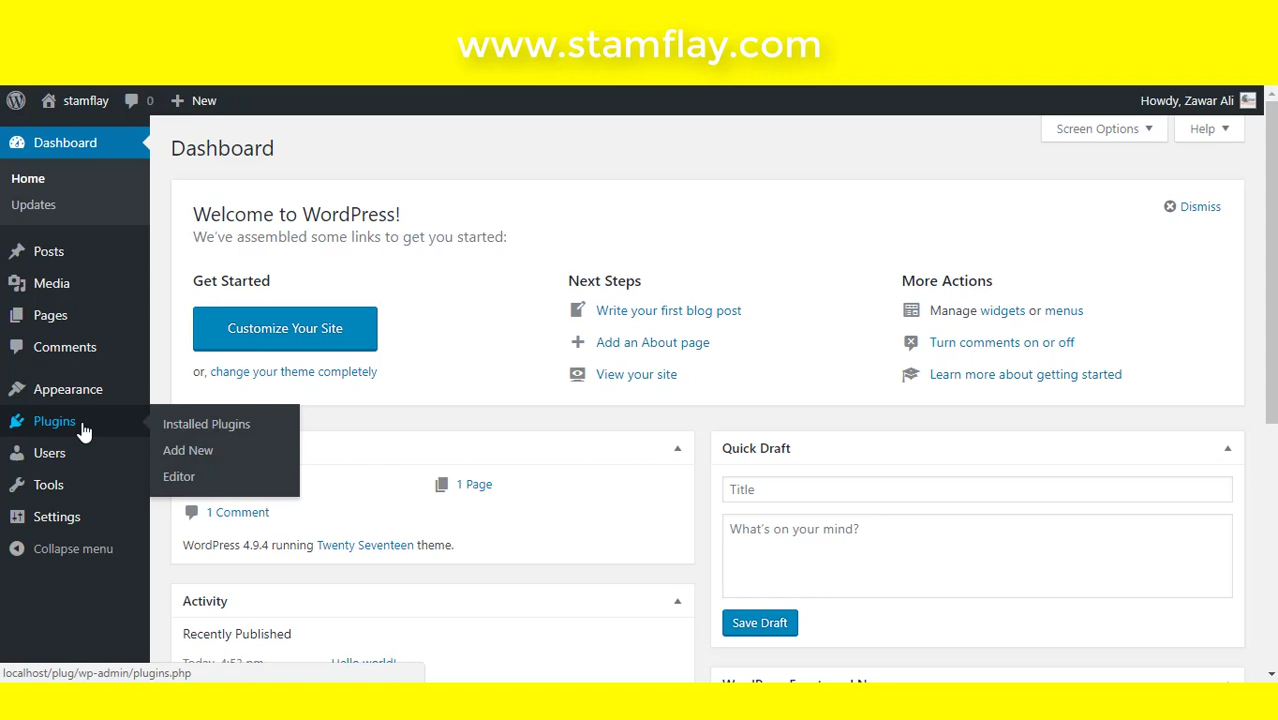 www.stamflay.com
stamflay 0 New Howdy, Zawar Ali
Dashboard
Home
Updates
Posts
Media
Pages
Comments
Appearance
Plugins
Users
Tools
Settings
Collapse menu
Installed Plugins
Add New
Editor
Screen Options Help
Dashboard
Welcome to WordPress!
We've assembled some links to get you started:
Dismiss
Get Started
Customize Your Site
or, change your theme completely
Next Steps
Write your first blog post
Add an About page
View your site
More Actions
Manage widgets or menus
Turn comments on or off
Learn more about getting started
1 Page
1 Comment
WordPress 4.9.4 running Twenty Seventeen theme.
Activity
Recently Published
Today, 4:52 pm Hello world!
Quick Draft
Title
What's on your mind?
Save Draft
localhost/plug/wp-admin/plugins.php